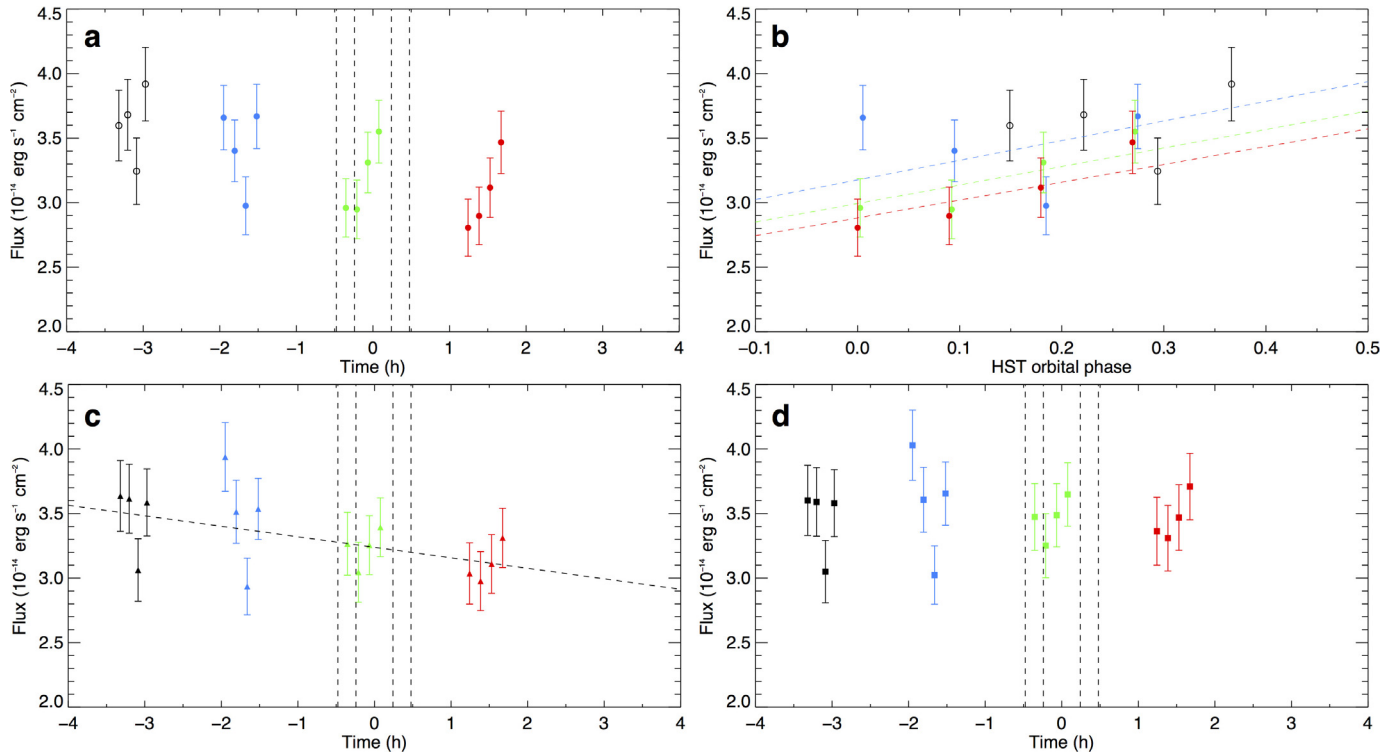 a
4.5
4.0
3.5
3.0
2.5
2.0
Flux (10⁻¹⁴ erg s⁻¹ cm⁻²)
−4 −3 −2 −1 0 1 2 3 4
Time (h)
b
4.5
4.0
3.5
3.0
2.5
2.0
Flux (10⁻¹⁴ erg s⁻¹ cm⁻²)
−0.1 0.0 0.1 0.2 0.3 0.4 0.5
HST orbital phase
c
4.5
4.0
3.5
3.0
2.5
2.0
Flux (10⁻¹⁴ erg s⁻¹ cm⁻²)
−4 −3 −2 −1 0 1 2 3 4
Time (h)
d
4.5
4.0
3.5
3.0
2.5
2.0
Flux (10⁻¹⁴ erg s⁻¹ cm⁻²)
−4 −3 −2 −1 0 1 2 3 4
Time (h)